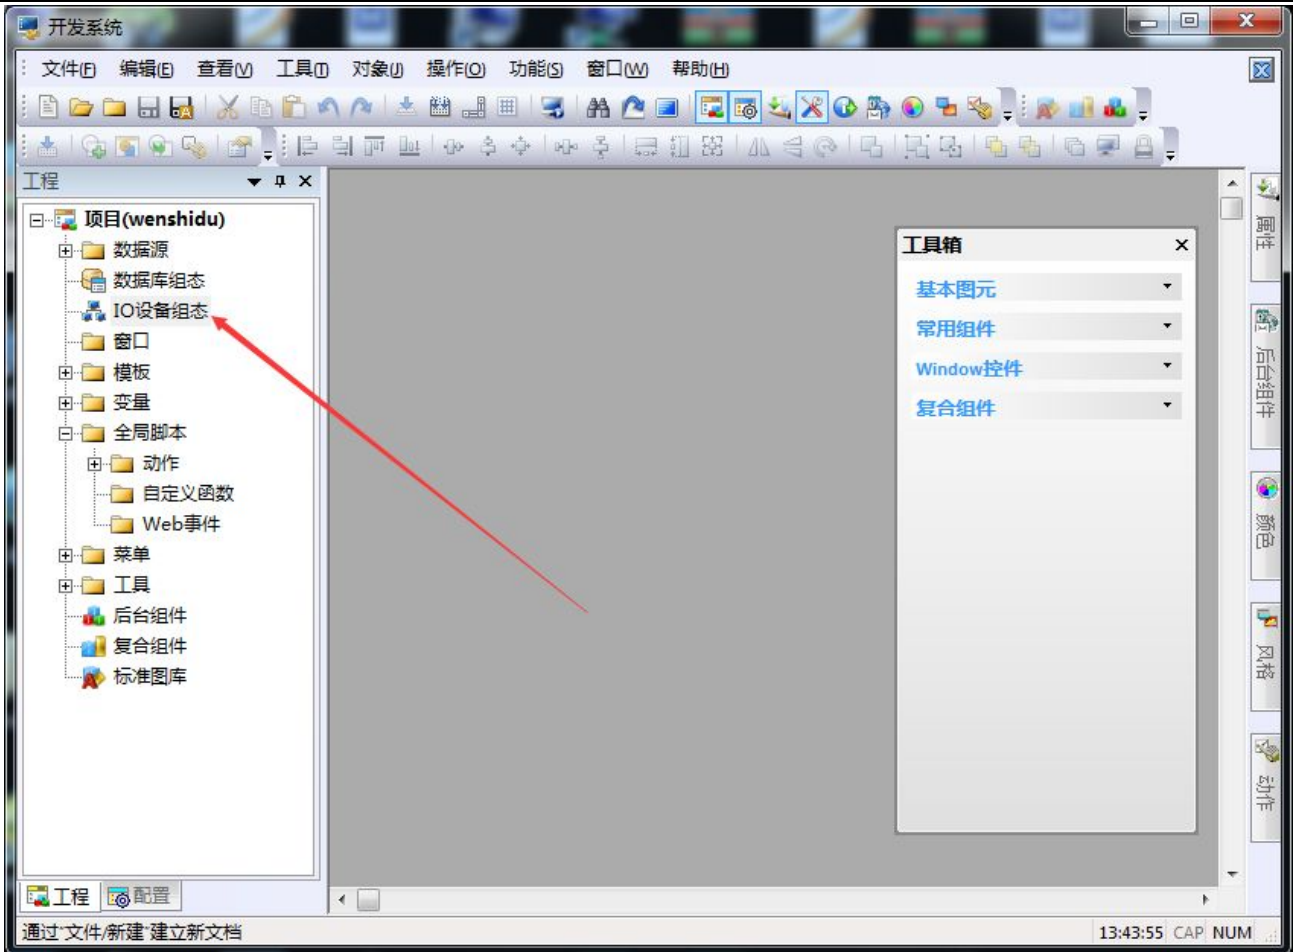 开发系统
文件(F) 编辑(E) 查看(V) 工具(T) 对象(J) 操作(O) 功能(S) 窗口(W) 帮助(H)
工程
项目(wenshidu)
数据源
数据库组态
IO设备组态
窗口
模板
变量
全局脚本
动作
自定义函数
Web事件
菜单
工具
后台组件
复合组件
标准图库
工具箱
基本图元
常用组件
Window控件
复合组件
属性
后台组件
颜色
风格
动作
工程 配置
通过“文件/新建”建立新文档
13:43:55 CAP NUM